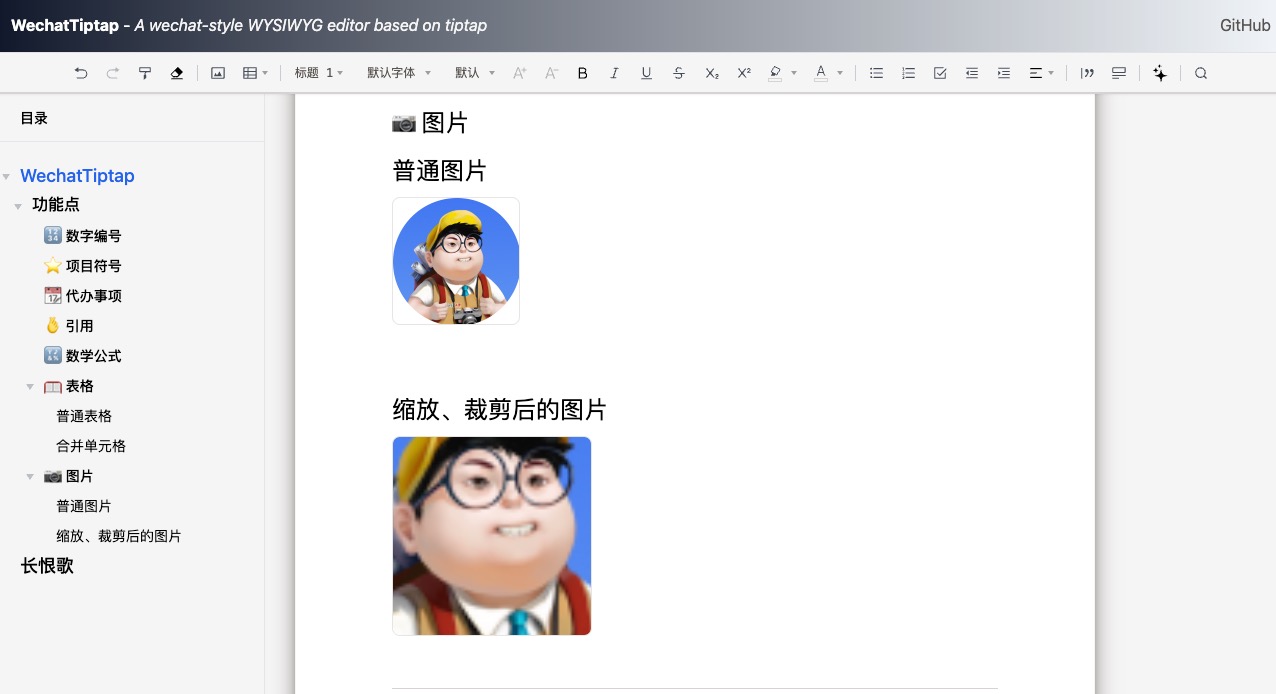 WechatTiptap - A wechat-style WYSIWYG editor based on tiptap
GitHub
标题 1 默认字体 默认 A+ A- B I U S X₂ X² A
目录
WechatTiptap
功能点
数字编号
项目符号
代办事项
引用
数学公式
表格
普通表格
合并单元格
图片
普通图片
缩放、裁剪后的图片
长恨歌
图片
普通图片
缩放、裁剪后的图片